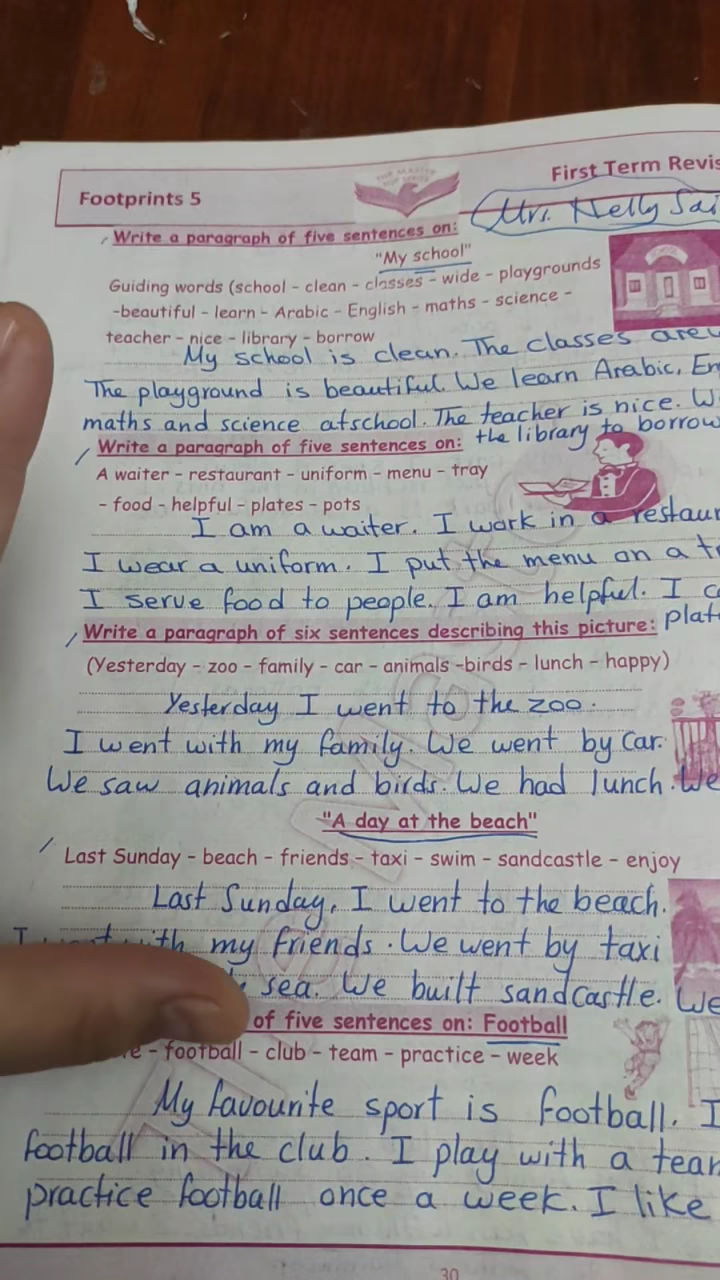 Footprints 5
First Term Revis
Mrs. Nelly Sai
Write a paragraph of five sentences on:
"My school"
Guiding words (school - clean - classes - wide - playgrounds
-beautiful - learn - Arabic - English - maths - science -
teacher - nice - library - borrow
My school is clean. The classes are
The playground is beautiful. We learn Arabic, En
maths and science atschool. The teacher is nice. W
the library to borrow
Write a paragraph of five sentences on:
A waiter - restaurant - uniform - menu - tray
- food - helpful - plates - pots
I am a waiter. I work in a restaur
I wear a uniform. I put the menu on a tr
I serve food to people. I am helpful. I c
plat
Write a paragraph of six sentences describing this picture:
(Yesterday - zoo - family - car - animals -birds - lunch - happy)
Yesterday I went to the zoo.
I went with my family. We went by car.
We saw animals and birds. We had lunch. We
"A day at the beach"
Last Sunday - beach - friends - taxi - swim - sandcastle - enjoy
Last Sunday, I went to the beach.
I went with my friends. We went by taxi
sea. We built sandcastle. We
of five sentences on: Football
- football - club - team - practice - week
My favourite sport is football. I
football in the club. I play with a team
practice football once a week. I like
30